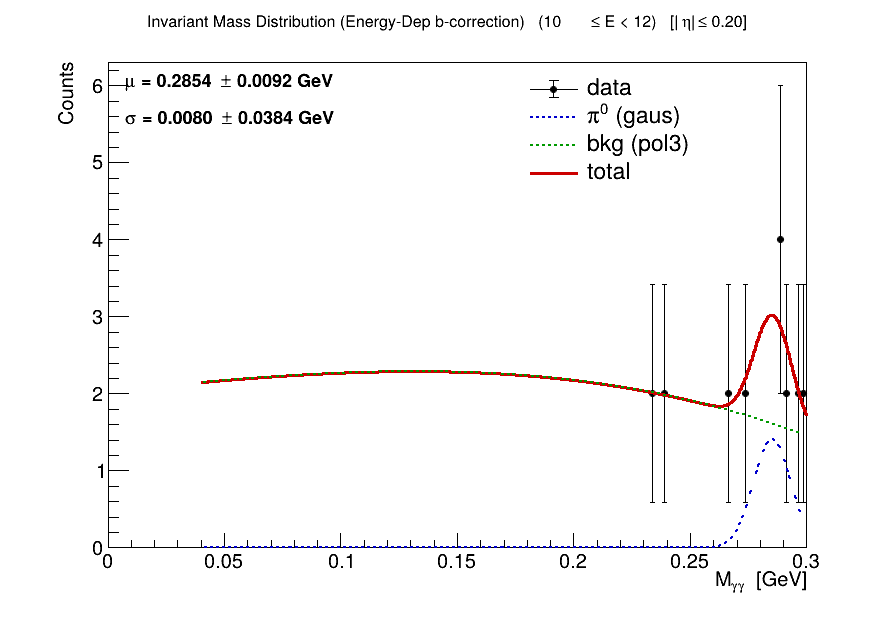 Invariant Mass Distribution (Energy-Dep b-correction) (10 ≤ E < 12) [| η|≤ 0.20]
μ = 0.2854 ± 0.0092 GeV
σ = 0.0080 ± 0.0384 GeV
data
π⁰ (gaus)
bkg (pol3)
total
Counts
6
5
4
3
2
1
0
0 0.05 0.1 0.15 0.2 0.25 0.3
Mγγ [GeV]